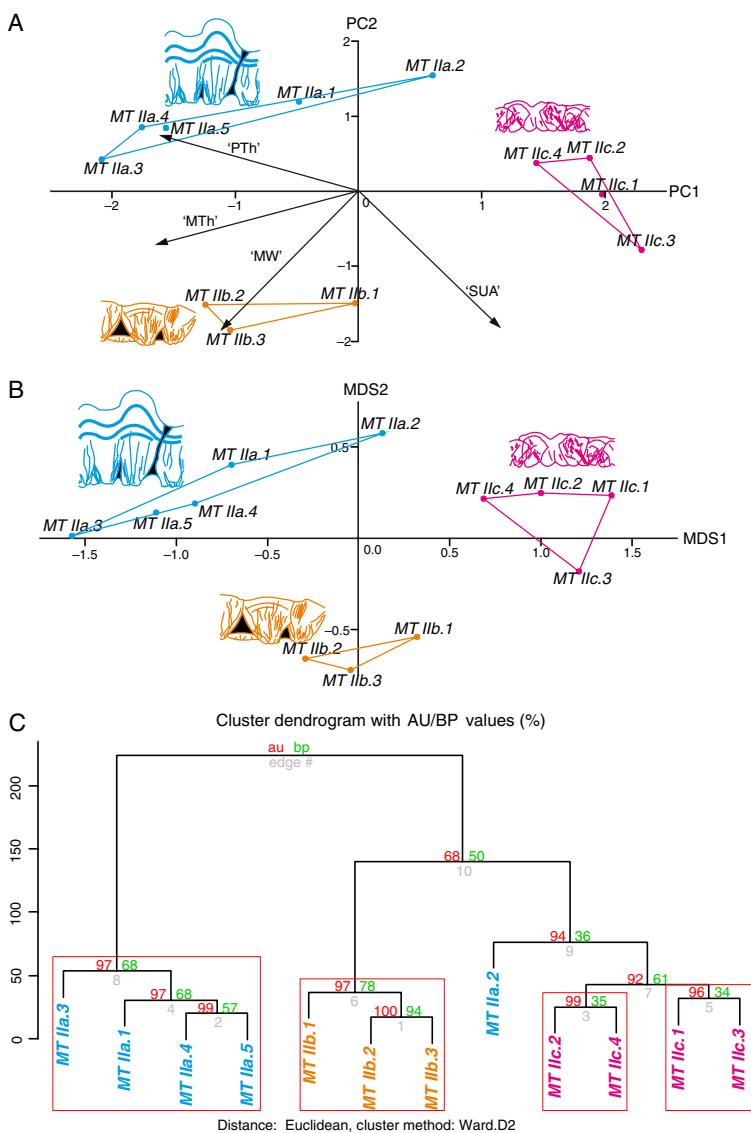 A
PC2
2
MT IIa.2
MT IIa.1
MT IIa.4
MT IIa.5
1
MT IIa.3
'PTh'
MT IIc.4
MT IIc.2
MT IIc.1
PC1
−2
−1
0
1
2
MT IIc.3
'MTh'
'MW'
'SUA'
−1
MT IIb.2
MT IIb.1
MT IIb.3
−2
B
MDS2
MT IIa.2
0.5
MT IIa.1
MT IIc.4
MT IIc.2
MT IIc.1
MT IIa.3
MT IIa.5
MT IIa.4
MDS1
−1.5
−1.0
−0.5
0.0
0.5
1.0
1.5
MT IIc.3
−0.5
MT IIb.1
MT IIb.2
MT IIb.3
C
Cluster dendrogram with AU/BP values (%)
au bp
edge #
200
150
100
50
0
68 50
10
94 36
9
97 68
8
97 68
4
99 57
2
97 78
6
100 94
1
92 61
7
99 35
3
96 34
5
MT IIa.3
MT IIa.1
MT IIa.4
MT IIa.5
MT IIb.1
MT IIb.2
MT IIb.3
MT IIa.2
MT IIc.2
MT IIc.4
MT IIc.1
MT IIc.3
Distance: Euclidean, cluster method: Ward.D2